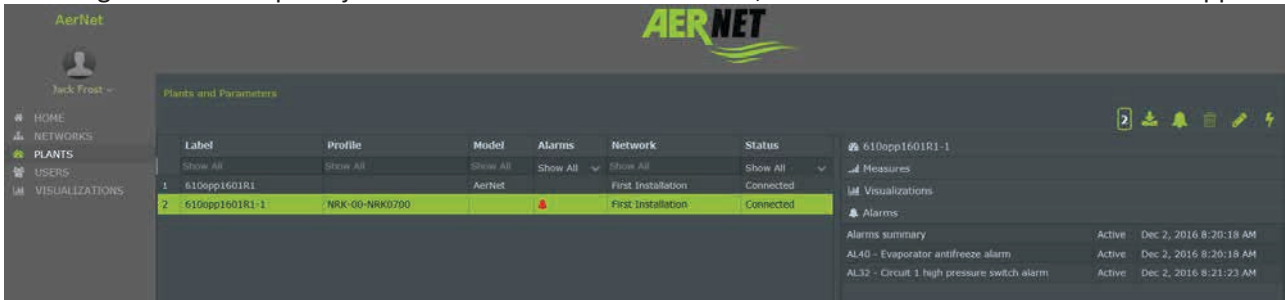 AerNet
AERNET
Jack Frost
HOME
NETWORKS
PLANTS
USERS
VISUALIZATIONS
Plants and Parameters
2
Label Profile Model Alarms Network Status
Show All Show All Show All Show All Show All Show All
1 610opp1601R1 AerNet First Installation Connected
2 610opp1601R1-1 NRK-00-NRK0700 First Installation Connected
610opp1601R1-1
Measures
Visualizations
Alarms
Alarms summary Active Dec 2, 2016 8:20:18 AM
AL40 - Evaporator antifreeze alarm Active Dec 2, 2016 8:20:18 AM
AL32 - Circuit 1 high pressure switch alarm Active Dec 2, 2016 8:21:23 AM